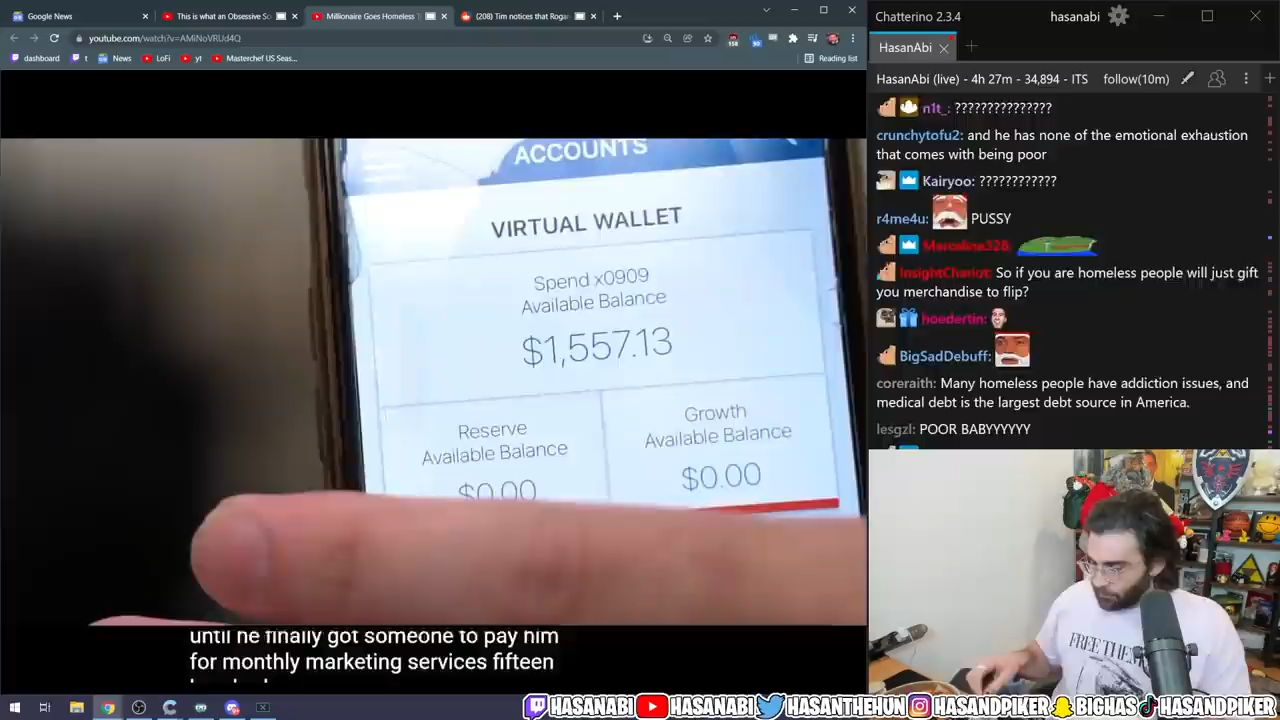 Google News
This is what an Obsessive So
Millionaire Goes Homeless T
(208) Tim notices that Rogan
youtube.com/watch?v=AMiNoVRUd4Q
dashboard
t
News
LoFi
yt
Masterchef US Seas...
Reading list
ACCOUNTS
VIRTUAL WALLET
Spend x0909
Available Balance
$1,557.13
Reserve
Available Balance
$0.00
Growth
Available Balance
$0.00
until he finally got someone to pay him
for monthly marketing services fifteen
Chatterino 2.3.4
hasanabi
HasanAbi
HasanAbi (live) - 4h 27m - 34,894 - ITS
follow(10m)
n1t_: ???????????????
crunchytofu2: and he has none of the emotional exhaustion
that comes with being poor
Kairyoo: ????????????
r4me4u: PUSSY
Marceline328:
InsightChariot: So if you are homeless people will just gift
you merchandise to flip?
hoedertin:
BigSadDebuff:
coreraith: Many homeless people have addiction issues, and
medical debt is the largest debt source in America.
lesgzl: POOR BABYYYYY
FREE THEM
HASANABI
HASANABI
HASANTHEHUN
HASANDPIKER
BIGHAS
HASANDPIKER